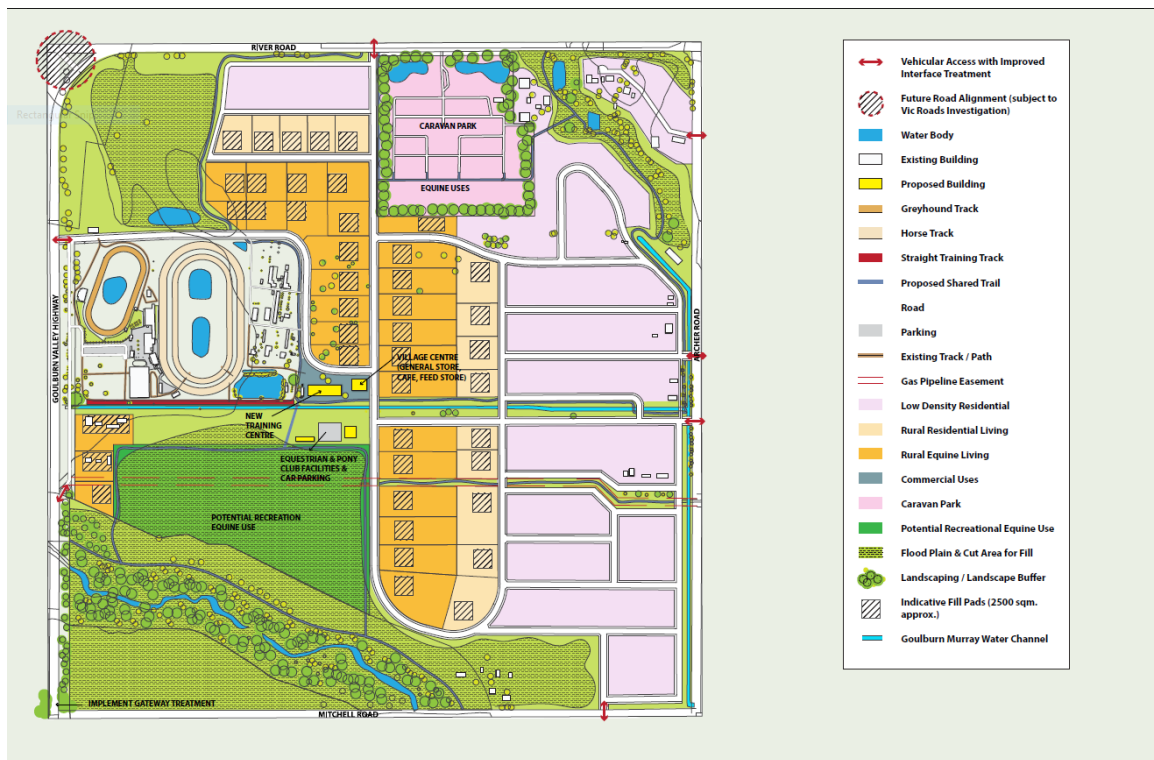 RIVER ROAD
CARAVAN PARK
EQUINE USES
GOULBURN VALLEY HIGHWAY
ARCHER ROAD
VILLAGE CENTRE
(GENERAL STORE,
CAFE, FEED STORE)
NEW
TRAINING
CENTRE
EQUESTRIAN & PONY
CLUB FACILITIES &
CAR PARKING
POTENTIAL RECREATION
EQUINE USE
IMPLEMENT GATEWAY TREATMENT
MITCHELL ROAD
Vehicular Access with Improved
Interface Treatment
Future Road Alignment (subject to
Vic Roads Investigation)
Water Body
Existing Building
Proposed Building
Greyhound Track
Horse Track
Straight Training Track
Proposed Shared Trail
Road
Parking
Existing Track / Path
Gas Pipeline Easement
Low Density Residential
Rural Residential Living
Rural Equine Living
Commercial Uses
Caravan Park
Potential Recreational Equine Use
Flood Plain & Cut Area for Fill
Landscaping / Landscape Buffer
Indicative Fill Pads (2500 sqm.
approx.)
Goulburn Murray Water Channel